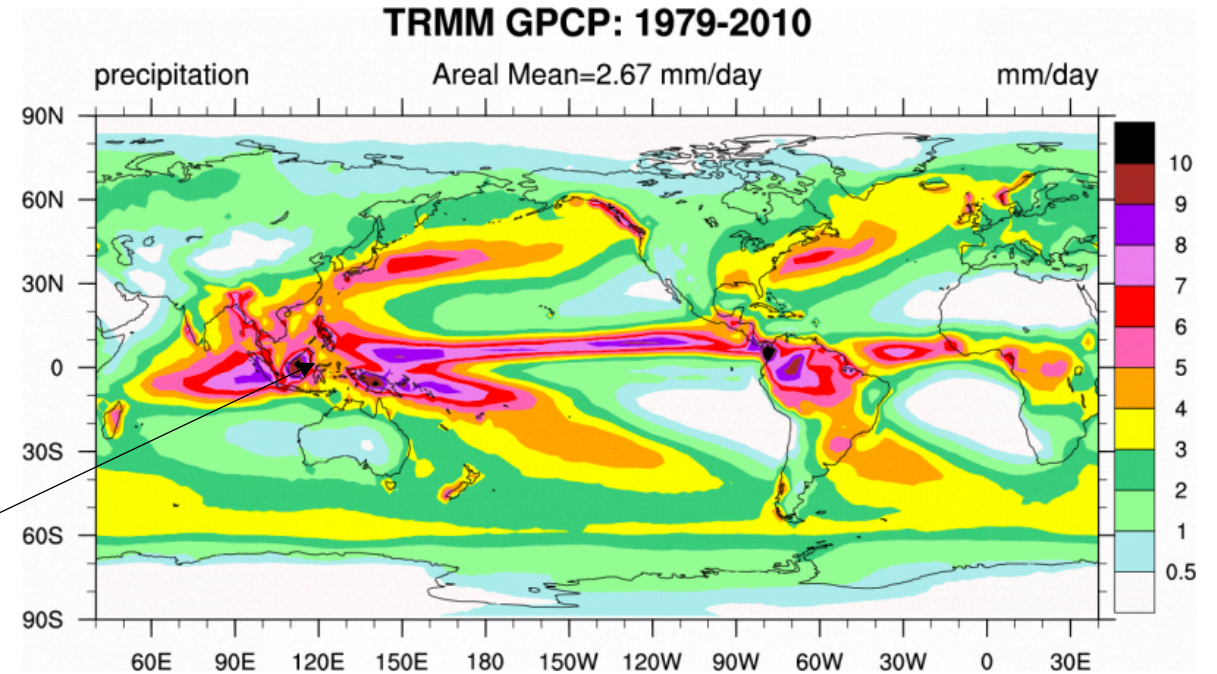 TRMM GPCP: 1979-2010
precipitation Areal Mean=2.67 mm/day mm/day
90N
60N
30N
0
30S
60S
90S
60E 90E 120E 150E 180 150W 120W 90W 60W 30W 0 30E
10
9
8
7
6
5
4
3
2
1
0.5